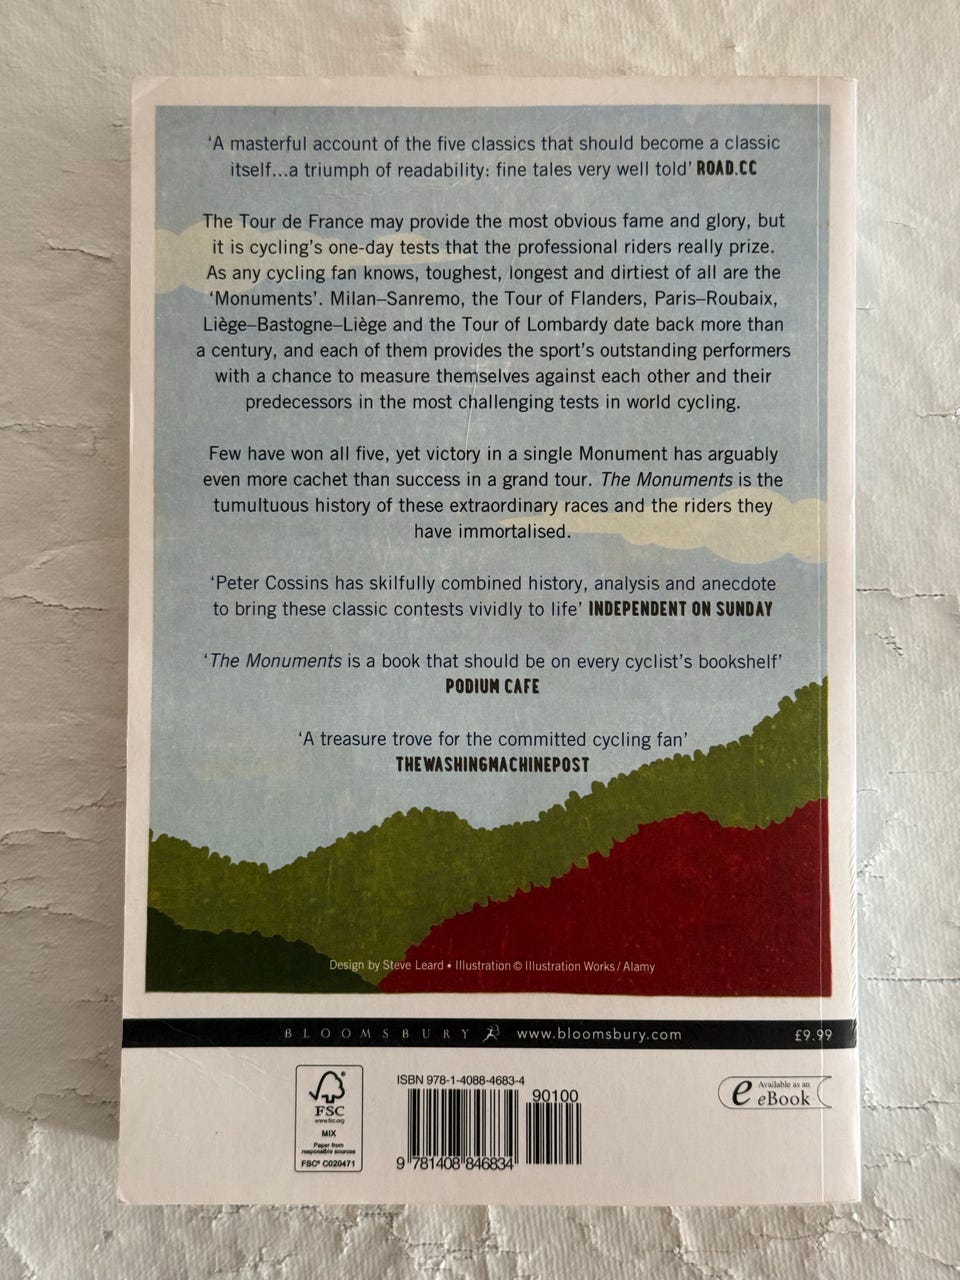 ‘A masterful account of the five classics that should become a classic
itself...a triumph of readability: fine tales very well told’ ROAD.CC
The Tour de France may provide the most obvious fame and glory, but
it is cycling’s one-day tests that the professional riders really prize.
As any cycling fan knows, toughest, longest and dirtiest of all are the
‘Monuments’. Milan–Sanremo, the Tour of Flanders, Paris–Roubaix,
Liège–Bastogne–Liège and the Tour of Lombardy date back more than
a century, and each of them provides the sport’s outstanding performers
with a chance to measure themselves against each other and their
predecessors in the most challenging tests in world cycling.
Few have won all five, yet victory in a single Monument has arguably
even more cachet than success in a grand tour. The Monuments is the
tumultuous history of these extraordinary races and the riders they
have immortalised.
‘Peter Cossins has skilfully combined history, analysis and anecdote
to bring these classic contests vividly to life’ INDEPENDENT ON SUNDAY
‘The Monuments is a book that should be on every cyclist’s bookshelf’
PODIUM CAFE
‘A treasure trove for the committed cycling fan’
THEWASHINGMACHINEPOST
Design by Steve Leard • Illustration © Illustration Works / Alamy
BLOOMSBURY www.bloomsbury.com £9.99
FSC
www.fsc.org
MIX
Paper from
responsible sources
FSC® C020471
ISBN 978-1-4088-4683-4
90100
9 781408 846834
e Available as an
eBook